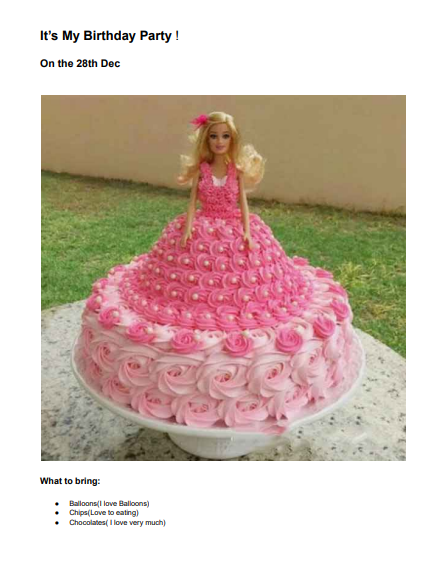 It's My Birthday Party !
On the 28th Dec
What to bring:
● Balloons(I love Balloons)
● Chips(Love to eating)
● Chocolates( I love very much)